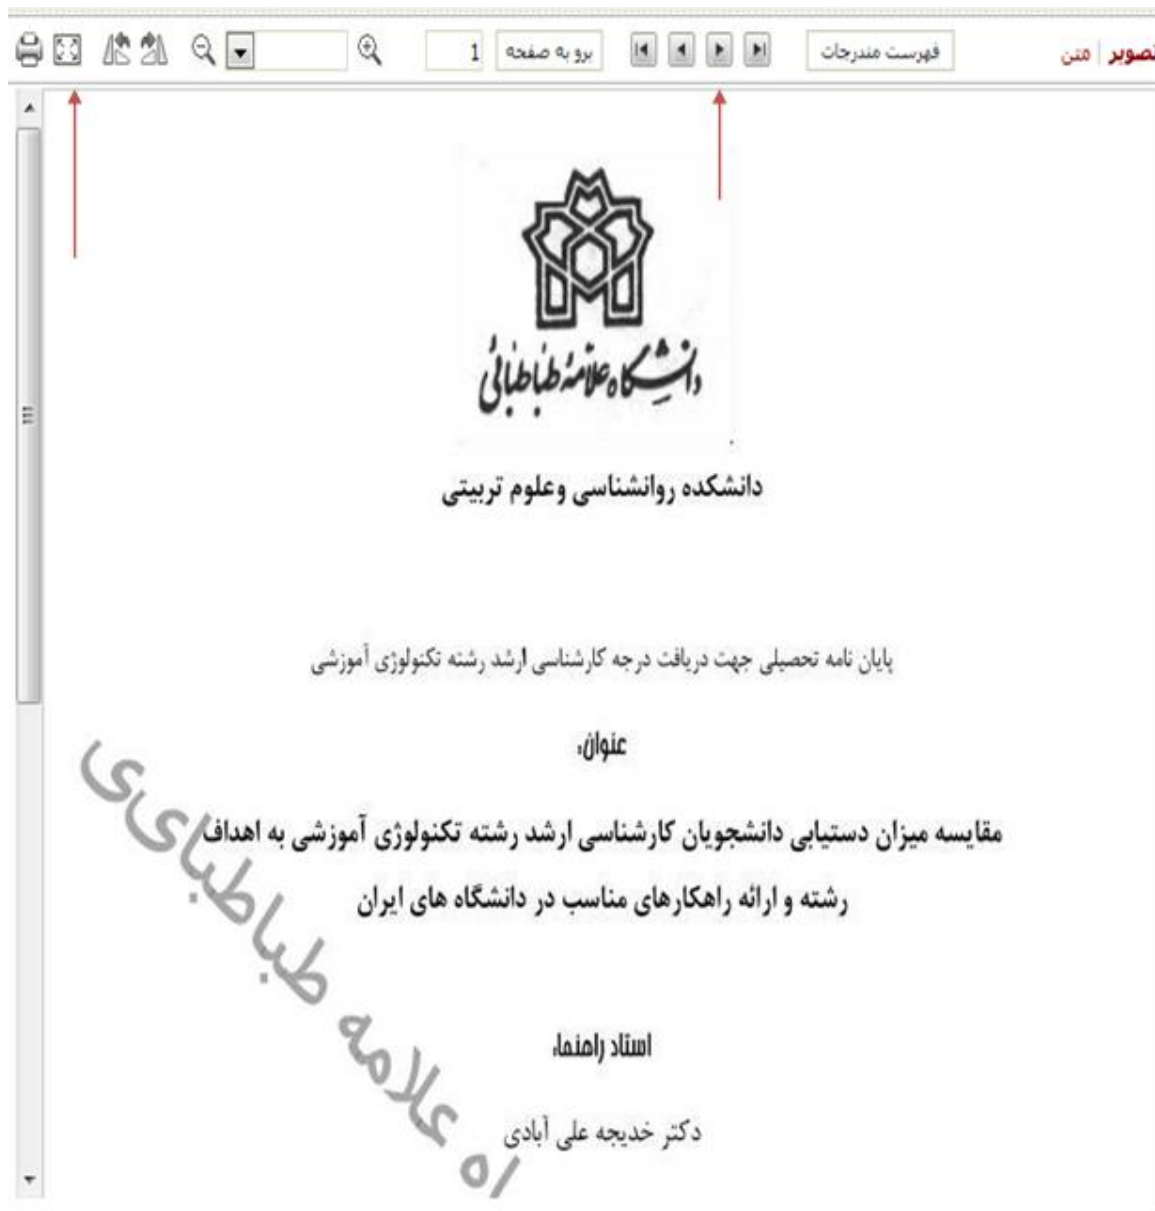 تصویر | متن فهرست مندرجات برو به صفحه 1
دانشگاه علامه طباطبائی
دانشکده روانشناسی وعلوم تربیتی
پایان نامه تحصیلی جهت دریافت درجه کارشناسی ارشد رشته تکنولوژی آموزشی
عنوان:
مقایسه میزان دستیابی دانشجویان کارشناسی ارشد رشته تکنولوژی آموزشی به اهداف
رشته و ارائه راهکارهای مناسب در دانشگاه های ایران
استاد راهنما:
دکتر خدیجه علی آبادی
اه علامه طباطبایی